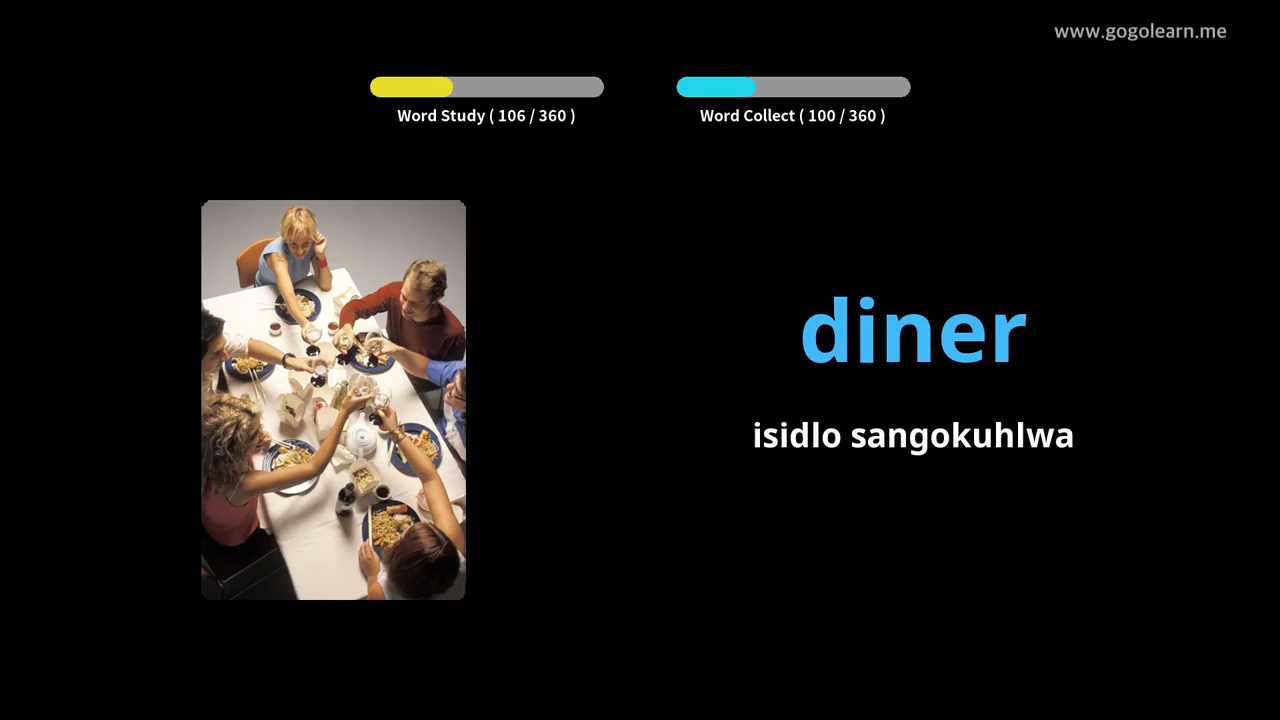 www.gogolearn.me
Word Study ( 106 / 360 )
Word Collect ( 100 / 360 )
diner
isidlo sangokuhlwa